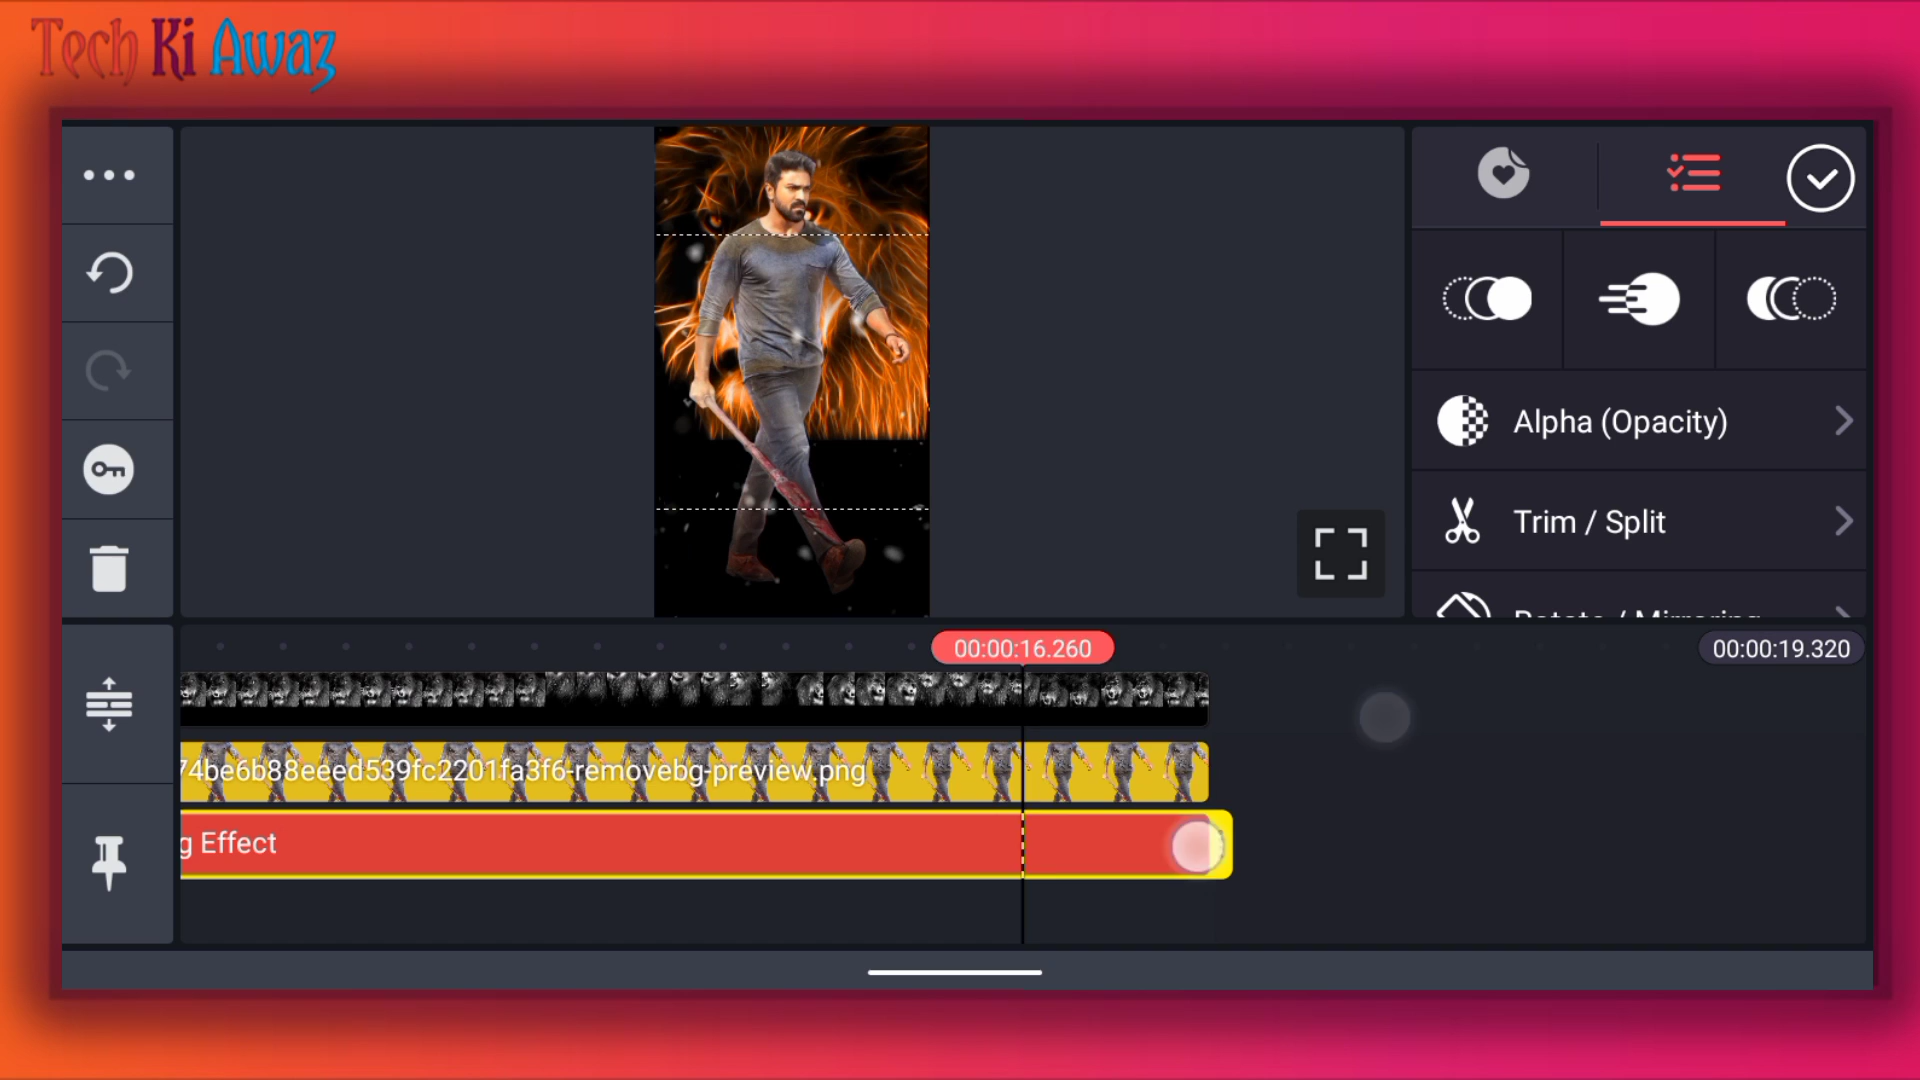 Tech Ki Awaz
Alpha (Opacity)
Trim / Split
Rotate / Mirroring
00:00:16.260
00:00:19.320
74be6b88eeed539fc2201fa3f6-removebg-preview.png
g Effect